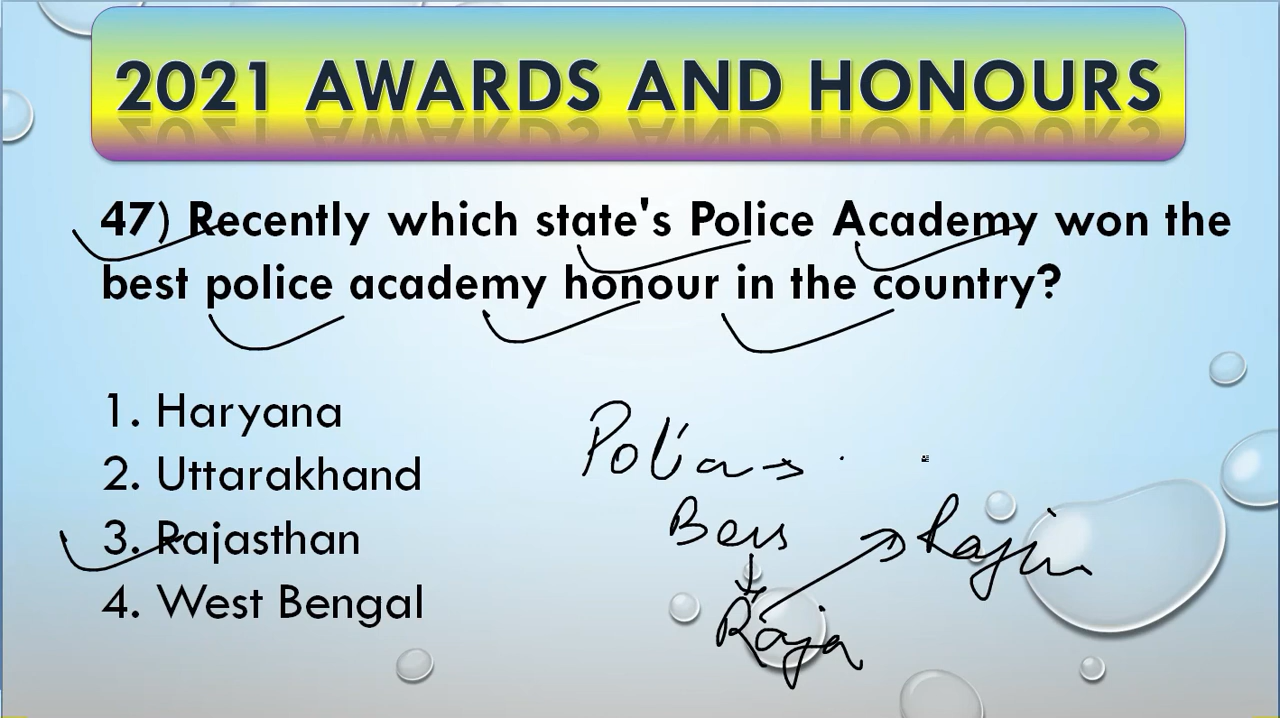 2021 AWARDS AND HONOURS
47) Recently which state's Police Academy won the
best police academy honour in the country?
1. Haryana
2. Uttarakhand
3. Rajasthan
4. West Bengal
Raja